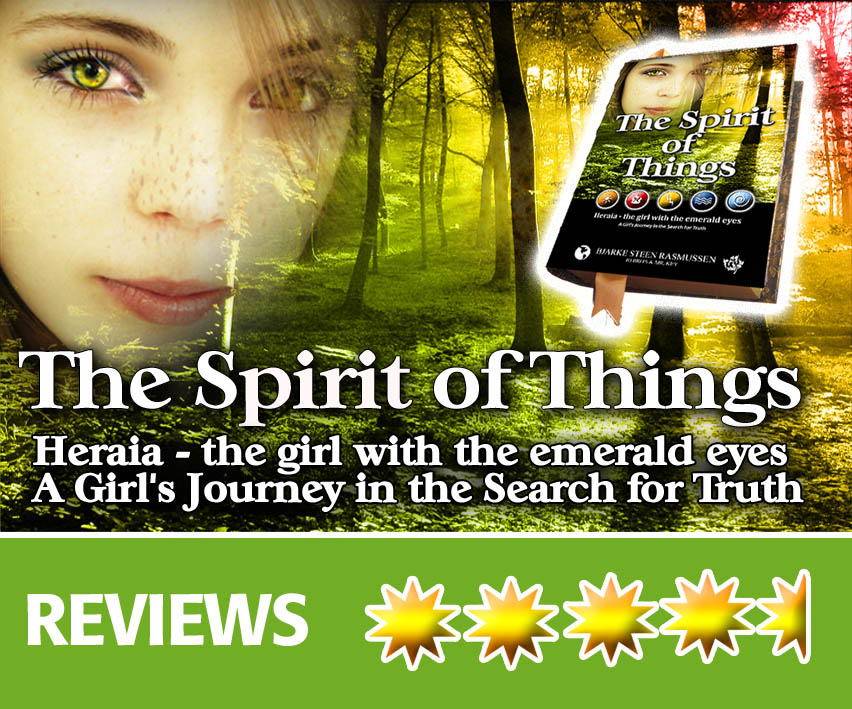 The Spirit
of
Things
Heraia - the girl with the emerald eyes
A Girl's Journey in the Search for Truth
BJARKE STEEN RASMUSSEN
The Spirit of Things
Heraia - the girl with the emerald eyes
A Girl's Journey in the Search for Truth
REVIEWS